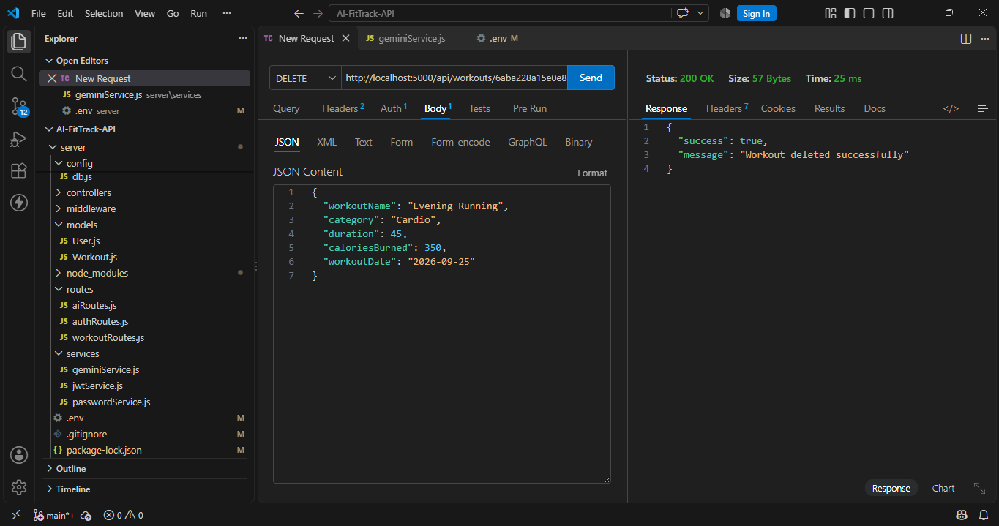 File Edit Selection View Go Run ··· AI-FitTrack-API Sign In
Explorer ···
Open Editors
TC New Request
JS geminiService.js server\services
.env server M
AI-FitTrack-API
server
config
JS db.js
controllers
middleware
models
JS User.js
JS Workout.js
node_modules
routes
JS aiRoutes.js
JS authRoutes.js
JS workoutRoutes.js
services
JS geminiService.js
JS jwtService.js
JS passwordService.js
.env M
.gitignore M
{} package-lock.json M
Outline
Timeline
12
TC New Request JS geminiService.js .env M ···
DELETE http://localhost:5000/api/workouts/6aba228a15e0e8 Send
Query Headers 2 Auth 1 Body 1 Tests Pre Run
JSON XML Text Form Form-encode GraphQL Binary
JSON Content Format
1 {
2 "workoutName": "Evening Running",
3 "category": "Cardio",
4 "duration": 45,
5 "caloriesBurned": 350,
6 "workoutDate": "2026-09-25"
7 }
Status: 200 OK Size: 57 Bytes Time: 25 ms
Response Headers 7 Cookies Results Docs </>
1 {
2 "success": true,
3 "message": "Workout deleted successfully"
4 }
Response Chart
main*+ 0 0